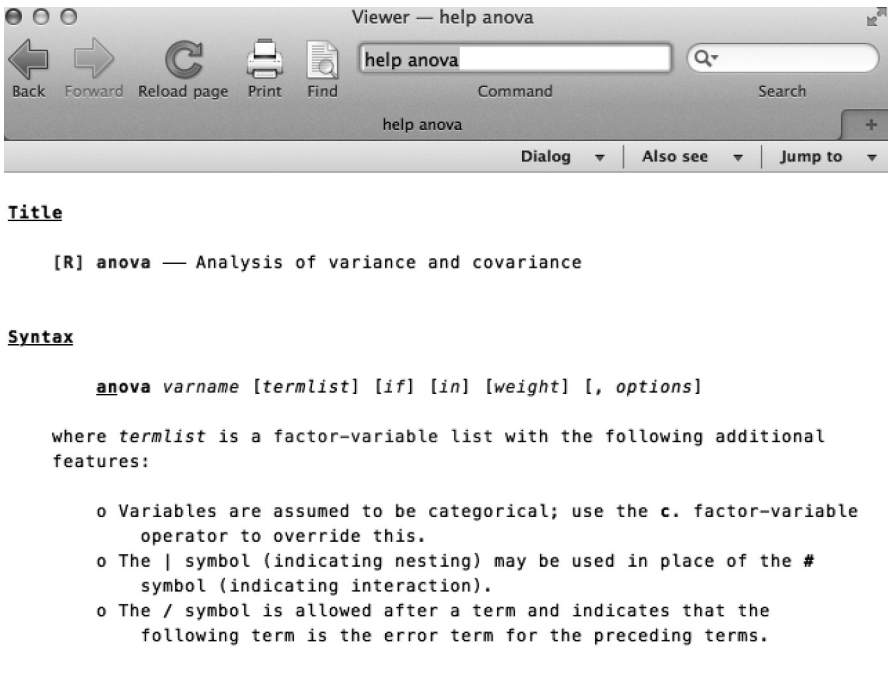 Viewer — help anova
help anova
Back Forward Reload page Print Find Command Search
help anova +
Dialog Also see Jump to
Title
[R] anova — Analysis of variance and covariance
Syntax
anova varname [termlist] [if] [in] [weight] [, options]
where termlist is a factor-variable list with the following additional
features:
o Variables are assumed to be categorical; use the c. factor-variable
operator to override this.
o The | symbol (indicating nesting) may be used in place of the #
symbol (indicating interaction).
o The / symbol is allowed after a term and indicates that the
following term is the error term for the preceding terms.